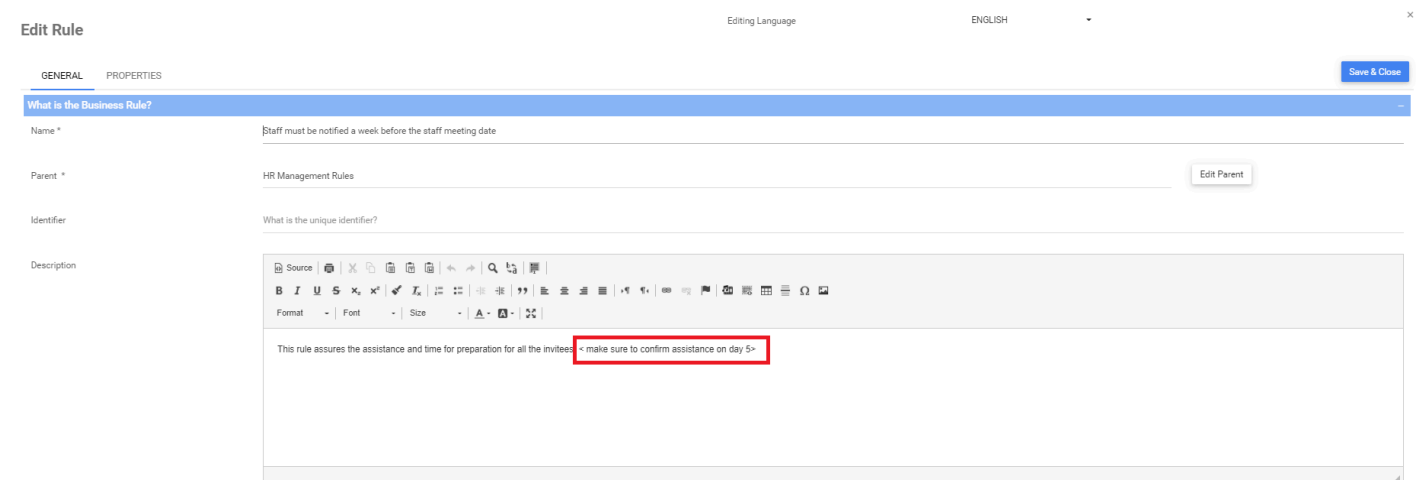 Edit Rule
Editing Language
ENGLISH
GENERAL
PROPERTIES
Save & Close
What is the Business Rule?
Name *
Staff must be notified a week before the staff meeting date
Parent *
HR Management Rules
Edit Parent
Identifier
What is the unique identifier?
Description
Source
B I U S x₂ x² Iₓ
Format Font Size A A
This rule assures the assistance and time for preparation for all the invitees < make sure to confirm assistance on day 5>